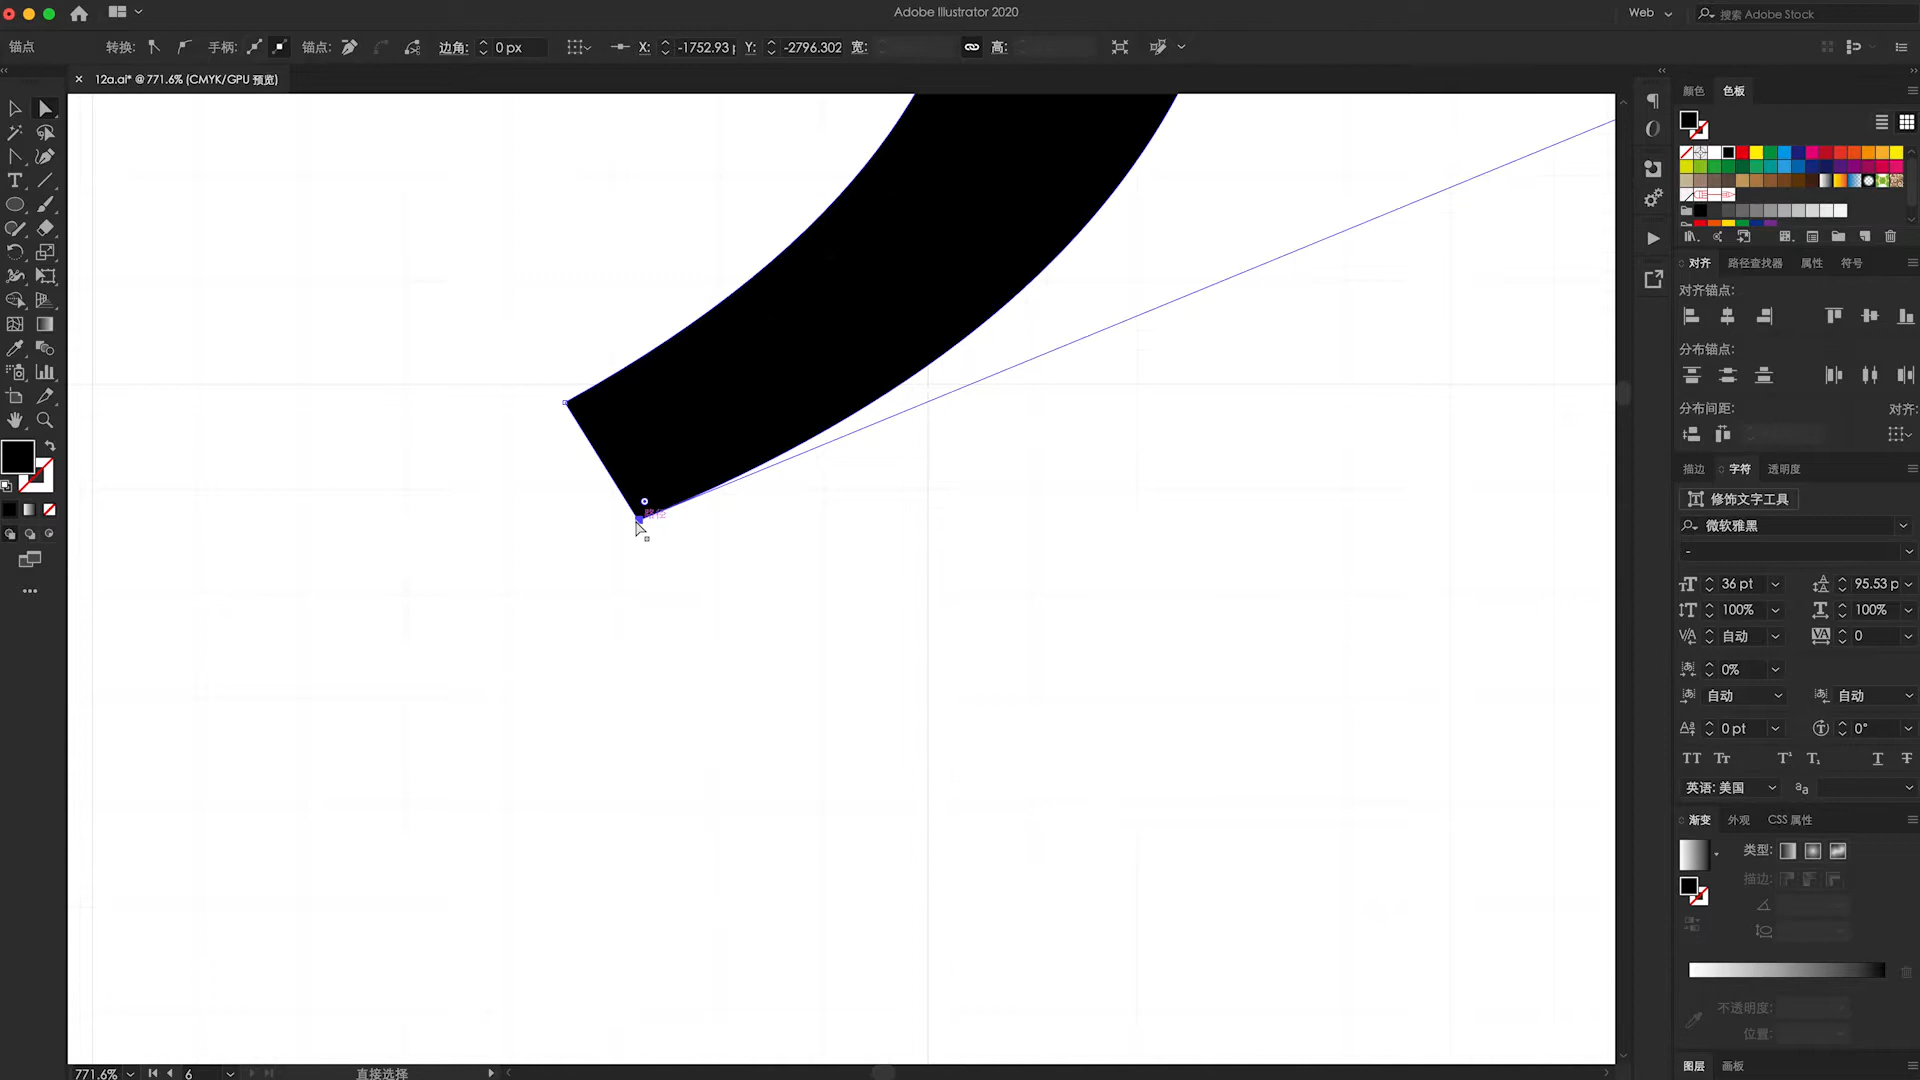 Adobe Illustrator 2020
Web
搜索 Adobe Stock
锚点
转换:
手柄:
锚点:
边角:
0 px
X:
-1752.93 p
Y:
-2796.302
宽:
高:
12a.ai* @ 771.6% (CMYK/GPU 预览)
颜色
色板
对齐
路径查找器
属性
符号
对齐锚点:
分布锚点:
分布间距:
对齐:
描边
字符
透明度
修饰文字工具
微软雅黑
-
36 pt
95.53 p
100%
100%
自动
0
0%
自动
自动
0 pt
0°
英语: 美国
渐变
外观
CSS 属性
类型:
描边:
不透明度:
位置:
图层
画板
路径
771.6%
6
直接选择